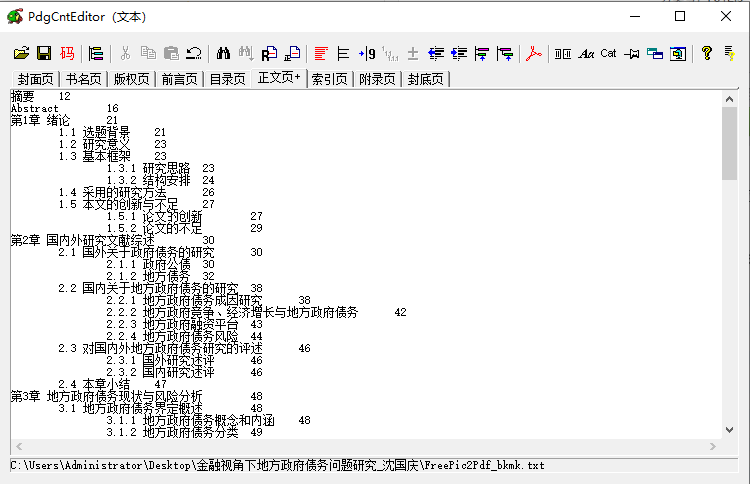 PdgCntEditor (文本)
码 A 9 Aa Cat ?
封面页 书名页 版权页 前言页 目录页 正文页+ 索引页 附录页 封底页
摘要 12
Abstract 16
第1章 绪论 21
1.1 选题背景 21
1.2 研究意义 23
1.3 基本框架 23
1.3.1 研究思路 23
1.3.2 结构安排 24
1.4 采用的研究方法 26
1.5 本文的创新与不足 27
1.5.1 论文的创新 27
1.5.2 论文的不足 29
第2章 国内外研究文献综述 30
2.1 国外关于政府债务的研究 30
2.1.1 政府公债 30
2.1.2 地方债务 32
2.2 国内关于地方政府债务的研究 38
2.2.1 地方政府债务成因研究 38
2.2.2 地方政府竞争、经济增长与地方政府债务 42
2.2.3 地方政府融资平台 43
2.2.4 地方政府债务风险 44
2.3 对国内外地方政府债务研究的评述 46
2.3.1 国外研究述评 46
2.3.2 国内研究述评 46
2.4 本章小结 47
第3章 地方政府债务现状与风险分析 48
3.1 地方政府债务界定概述 48
3.1.1 地方政府债务概念和内涵 48
3.1.2 地方政府债务分类 49
C:\Users\Administrator\Desktop\金融视角下地方政府债务问题研究_沈国庆\FreePic2Pdf_bkmk.txt